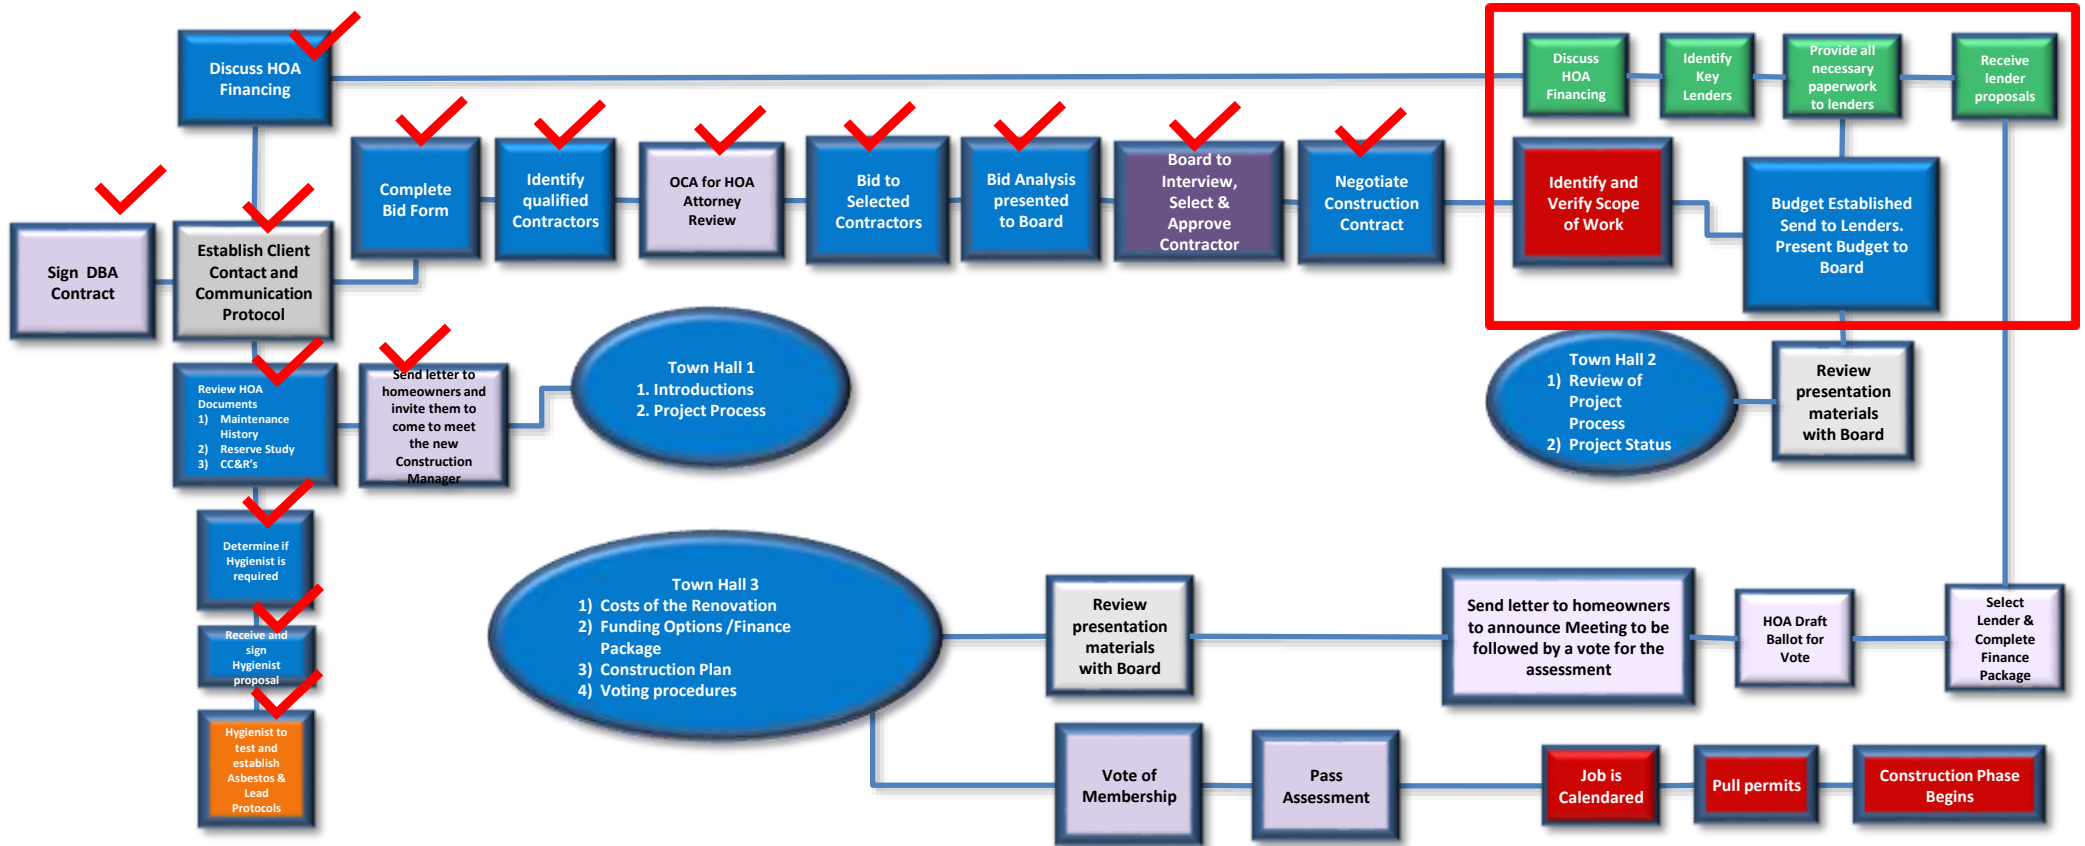 Discuss HOA
Financing
Discuss
HOA
Financing
Identify
Key
Lenders
Provide all
necessary
paperwork
to lenders
Receive
lender
proposals
Complete
Bid Form
Identify
qualified
Contractors
OCA for HOA
Attorney
Review
Bid to
Selected
Contractors
Bid Analysis
presented
to Board
Board to
Interview,
Select &
Approve
Contractor
Negotiate
Construction
Contract
Identify and
Verify Scope
of Work
Budget Established
Send to Lenders.
Present Budget to
Board
Sign DBA
Contract
Establish Client
Contact and
Communication
Protocol
Review HOA
Documents
1) Maintenance
History
2) Reserve Study
3) CC&R's
Send letter to
homeowners and
invite them to
come to meet
the new
Construction
Manager
Town Hall 1
1. Introductions
2. Project Process
Town Hall 2
1) Review of
Project
Process
2) Project Status
Review
presentation
materials
with Board
Determine if
Hygienist is
required
Receive and
sign
Hygienist
proposal
Hygienist to
test and
establish
Asbestos &
Lead
Protocols
Town Hall 3
1) Costs of the Renovation
2) Funding Options /Finance
Package
3) Construction Plan
4) Voting procedures
Review
presentation
materials
with Board
Send letter to homeowners
to announce Meeting to be
followed by a vote for the
assessment
HOA Draft
Ballot for
Vote
Select
Lender &
Complete
Finance
Package
Vote of
Membership
Pass
Assessment
Job is
Calendared
Pull permits
Construction Phase
Begins